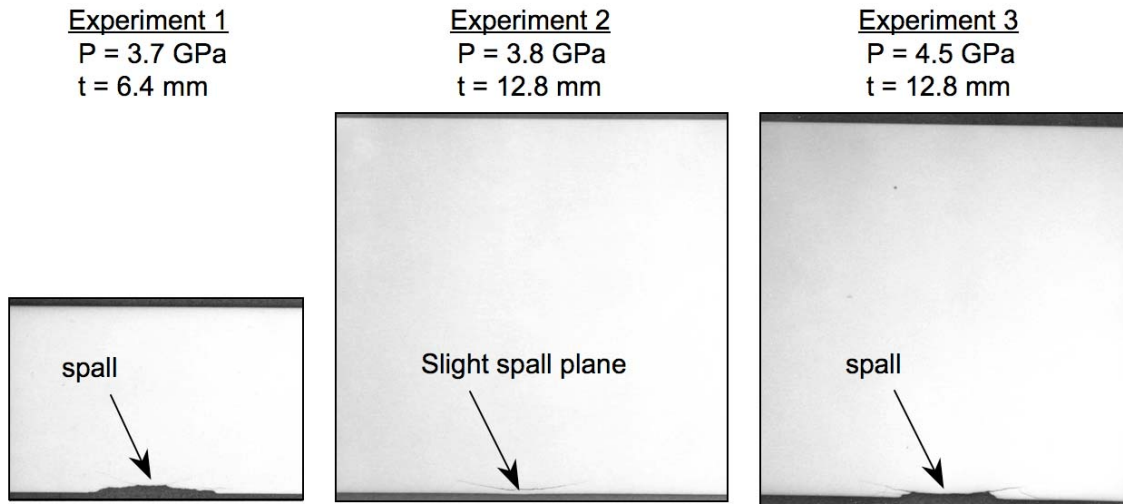 Experiment 1
P = 3.7 GPa
t = 6.4 mm
spall
Experiment 2
P = 3.8 GPa
t = 12.8 mm
Slight spall plane
Experiment 3
P = 4.5 GPa
t = 12.8 mm
spall